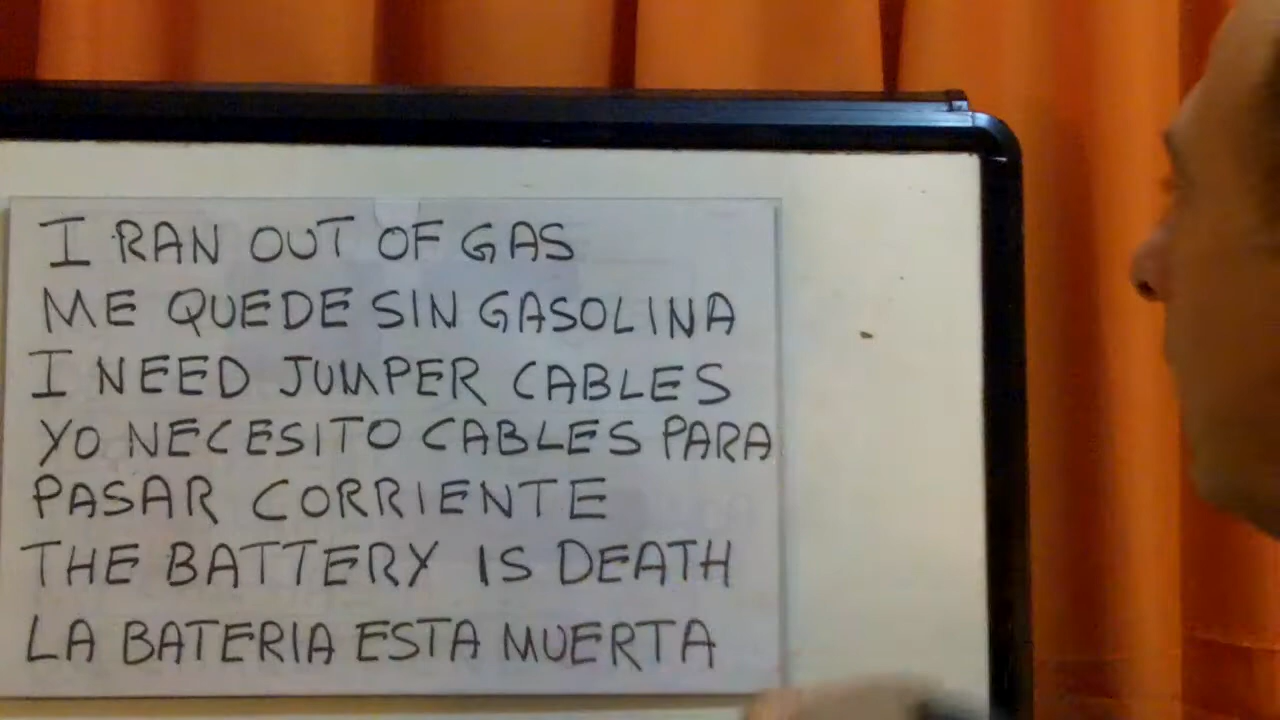 I RAN OUT OF GAS
ME QUEDE SIN GASOLINA
I NEED JUMPER CABLES
YO NECESITO CABLES PARA
PASAR CORRIENTE
THE BATTERY IS DEATH
LA BATERIA ESTA MUERTA